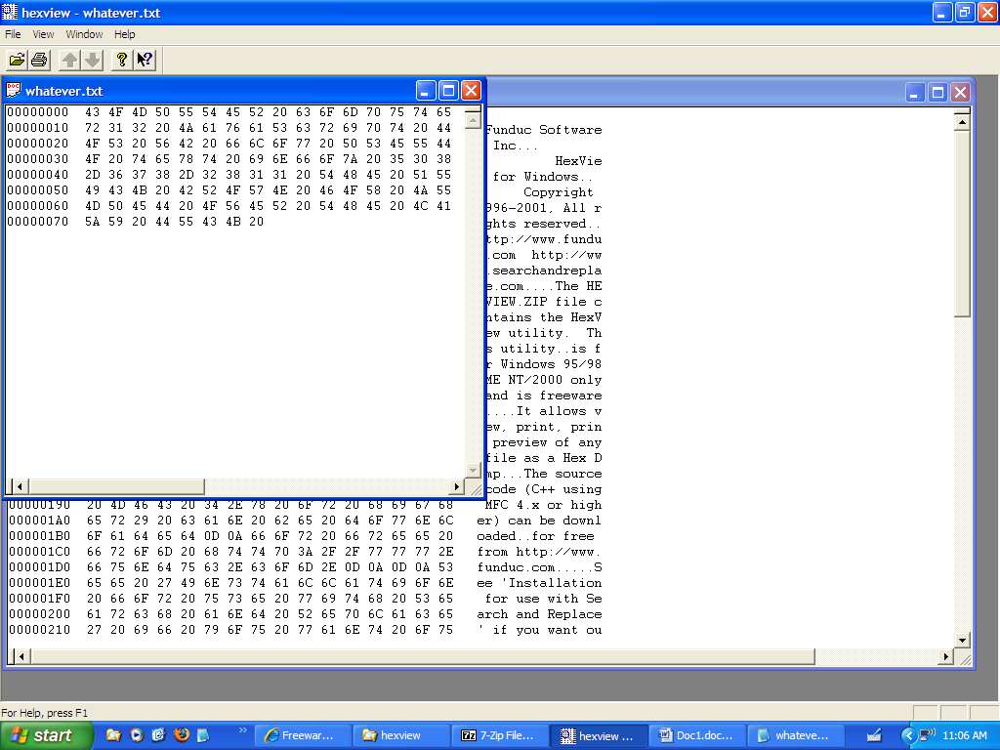 hexview - whatever.txt
File View Window Help
whatever.txt
00000000 43 4F 4D 50 55 54 45 52 20 63 6F 6D 70 75 74 65
00000010 72 31 32 20 4A 61 76 61 53 63 72 69 70 74 20 44
00000020 4F 53 20 56 42 20 66 6C 6F 77 20 50 53 45 55 44
00000030 4F 20 74 65 78 74 20 69 6E 66 6F 7A 20 35 30 38
00000040 2D 36 37 38 2D 32 38 31 31 20 54 48 45 20 51 55
00000050 49 43 4B 20 42 52 4F 57 4E 20 46 4F 58 20 4A 55
00000060 4D 50 45 44 20 4F 56 45 52 20 54 48 45 20 4C 41
00000070 5A 59 20 44 55 43 4B 20
Funduc Software
Inc...
HexVie
for Windows..
Copyright
996-2001, All r
ghts reserved..
ttp://www.fundu
.com http://ww
.searchandrepla
e.com....The HE
VIEW.ZIP file c
ntains the HexV
ew utility. Th
s utility..is f
r Windows 95/98
ME NT/2000 only
and is freeware
....It allows v
ew, print, prin
preview of any
file as a Hex D
mp...The source
code (C++ using
00000190 20 4D 46 43 20 34 2E 78 20 6F 72 20 68 69 67 68 MFC 4.x or high
000001A0 65 72 29 20 63 61 6E 20 62 65 20 64 6F 77 6E 6C er) can be downl
000001B0 6F 61 64 65 64 0D 0A 66 6F 72 20 66 72 65 65 20 oaded..for free
000001C0 66 72 6F 6D 20 68 74 74 70 3A 2F 2F 77 77 77 2E from http://www.
000001D0 66 75 6E 64 75 63 2E 63 6F 6D 2E 0D 0A 0D 0A 53 funduc.com.....S
000001E0 65 65 20 27 49 6E 73 74 61 6C 6C 61 74 69 6F 6E ee 'Installation
000001F0 20 66 6F 72 20 75 73 65 20 77 69 74 68 20 53 65 for use with Se
00000200 61 72 63 68 20 61 6E 64 20 52 65 70 6C 61 63 65 arch and Replace
00000210 27 20 69 66 20 79 6F 75 20 77 61 6E 74 20 6F 75 ' if you want ou
For Help, press F1
start
Freewar...
hexview
7-Zip File...
hexview ...
Doc1.doc...
whateve...
11:06 AM